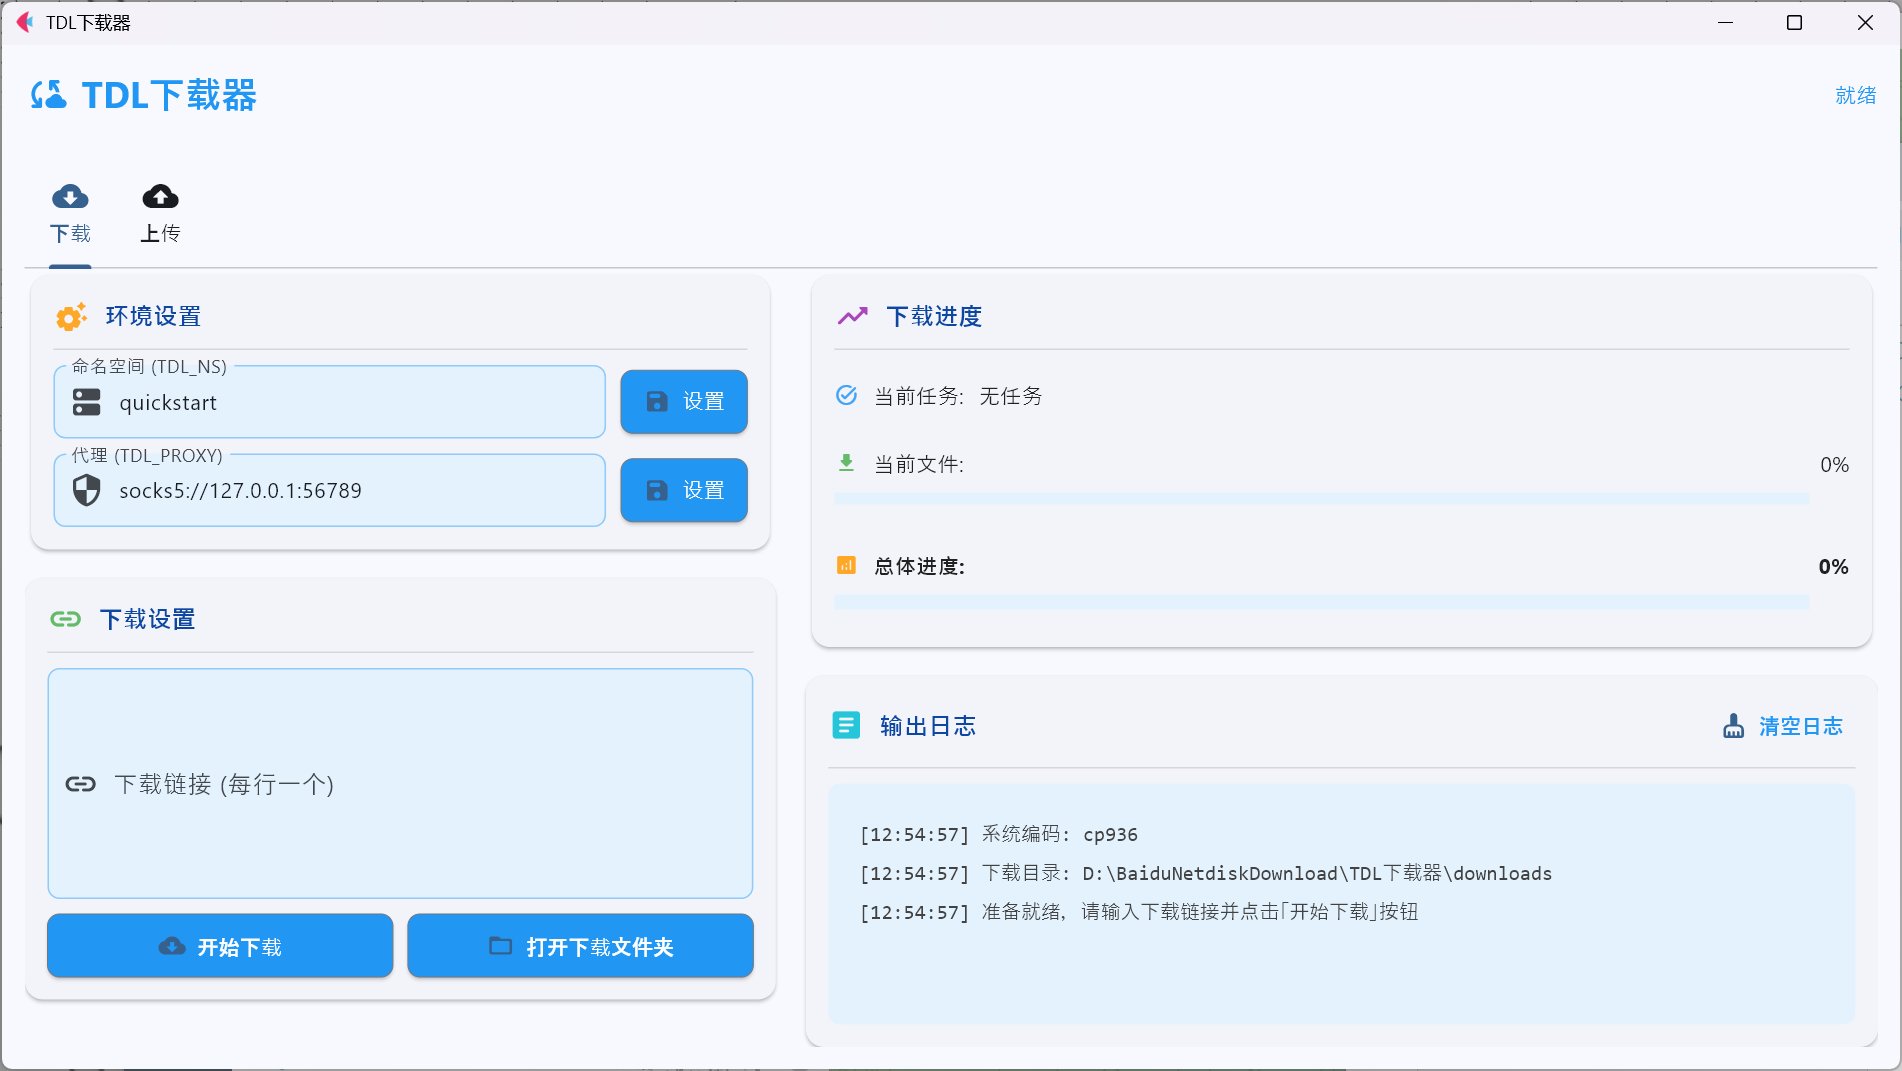 TDL下载器
TDL下载器
就绪
下载
上传
环境设置
命名空间 (TDL_NS)
quickstart
设置
代理 (TDL_PROXY)
socks5://127.0.0.1:56789
设置
下载设置
下载链接 (每行一个)
开始下载
打开下载文件夹
下载进度
当前任务: 无任务
当前文件:
0%
总体进度:
0%
输出日志
清空日志
[12:54:57] 系统编码: cp936
[12:54:57] 下载目录: D:\BaiduNetdiskDownload\TDL下载器\downloads
[12:54:57] 准备就绪, 请输入下载链接并点击「开始下载」按钮